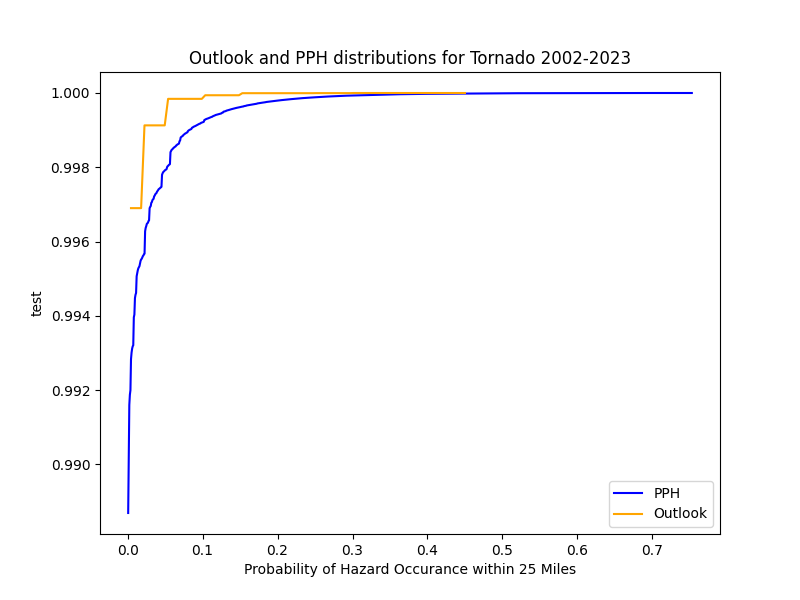 Outlook and PPH distributions for Tornado 2002-2023
test
1.000
0.998
0.996
0.994
0.992
0.990
0.0 0.1 0.2 0.3 0.4 0.5 0.6 0.7
Probability of Hazard Occurance within 25 Miles
PPH
Outlook